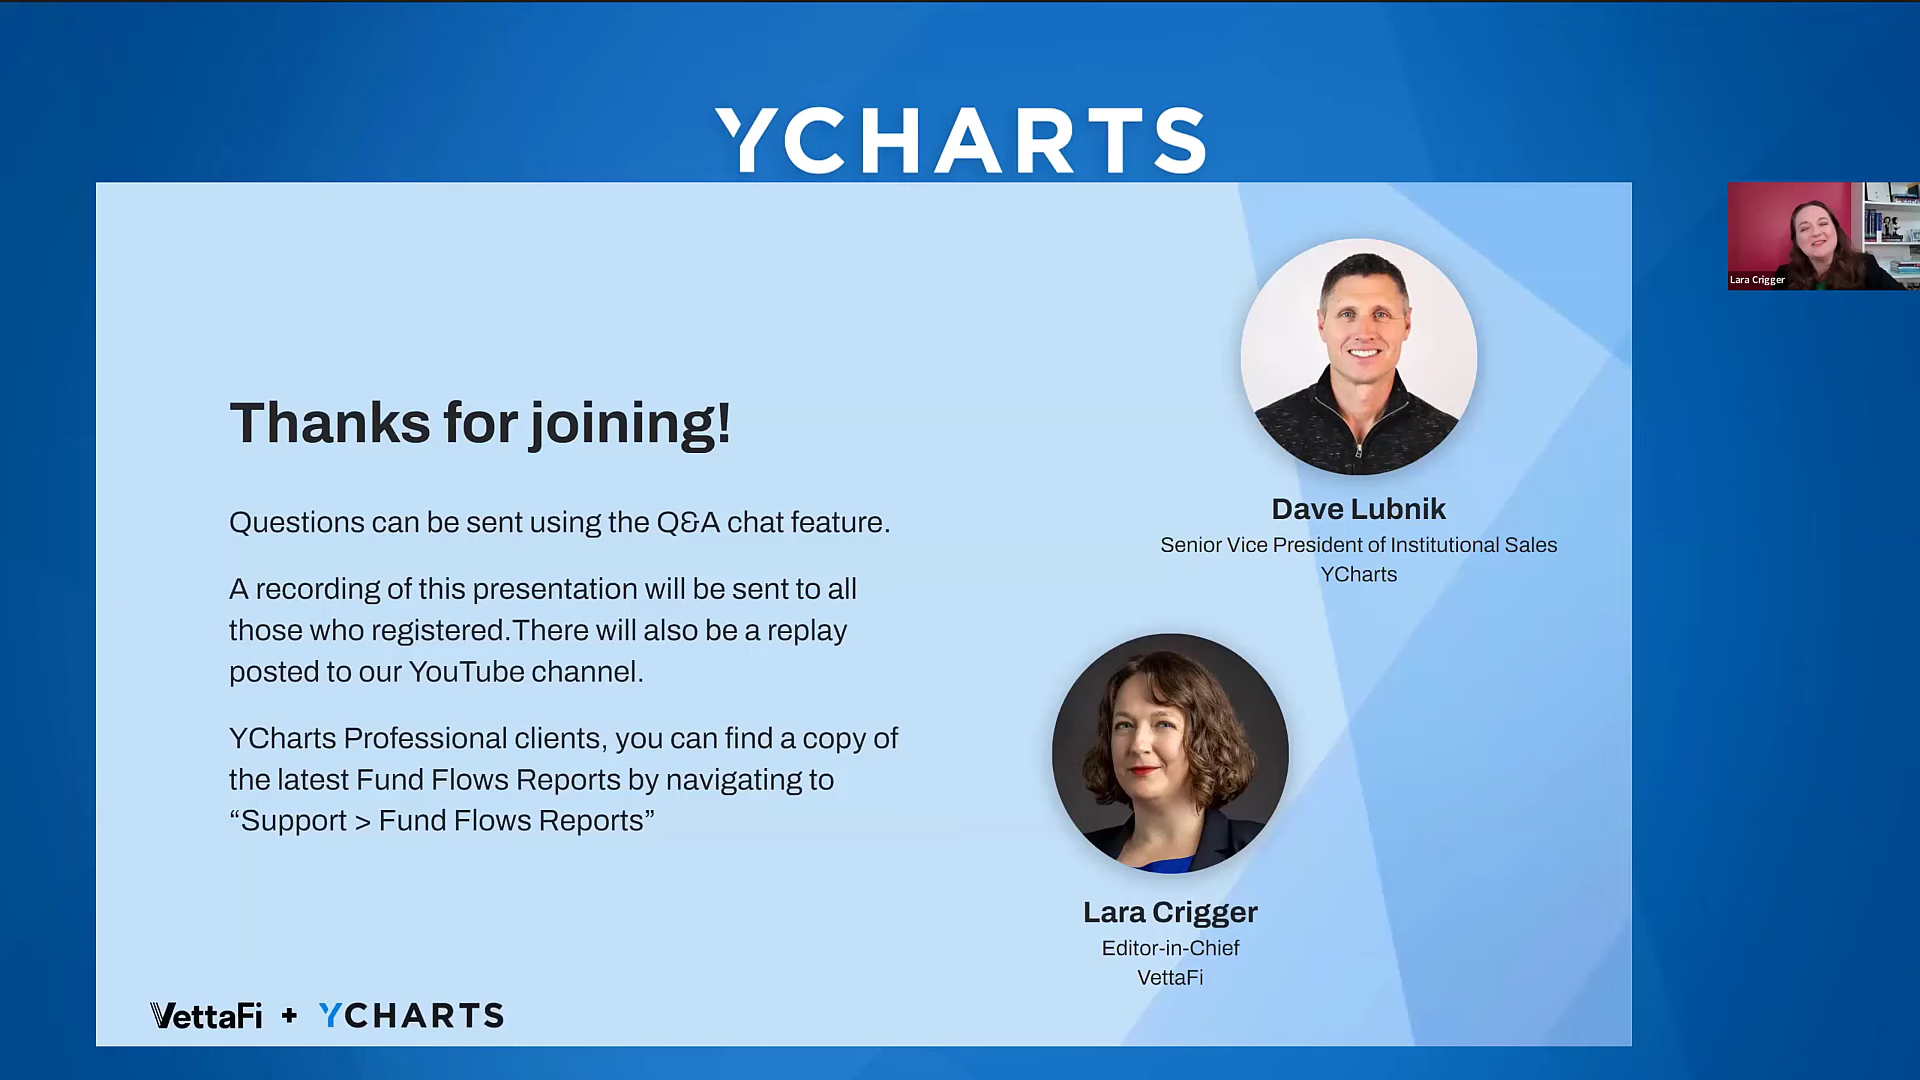 YCHARTS
Lara Crigger
Thanks for joining!
Questions can be sent using the Q&A chat feature.
A recording of this presentation will be sent to all
those who registered.There will also be a replay
posted to our YouTube channel.
YCharts Professional clients, you can find a copy of
the latest Fund Flows Reports by navigating to
“Support > Fund Flows Reports”
Dave Lubnik
Senior Vice President of Institutional Sales
YCharts
Lara Crigger
Editor-in-Chief
VettaFi
VettaFi + YCHARTS